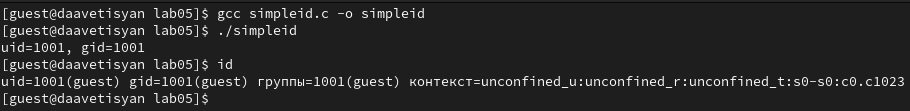 [guest@daavetisyan lab05]$ gcc simpleid.c -o simpleid
[guest@daavetisyan lab05]$ ./simpleid
uid=1001, gid=1001
[guest@daavetisyan lab05]$ id
uid=1001(guest) gid=1001(guest) группы=1001(guest) контекст=unconfined_u:unconfined_r:unconfined_t:s0-s0:c0.c1023
[guest@daavetisyan lab05]$